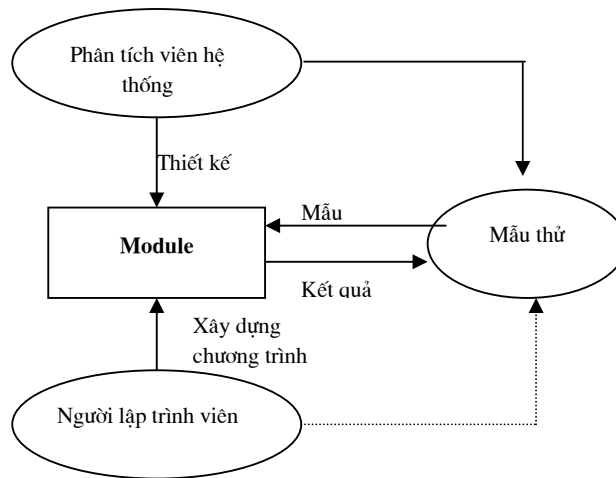 Phân tích viên hệ
thống
Thiết kế
Mẫu
Mẫu thử
Module
Kết quả
Xây dựng
chương trình
Người lập trình viên